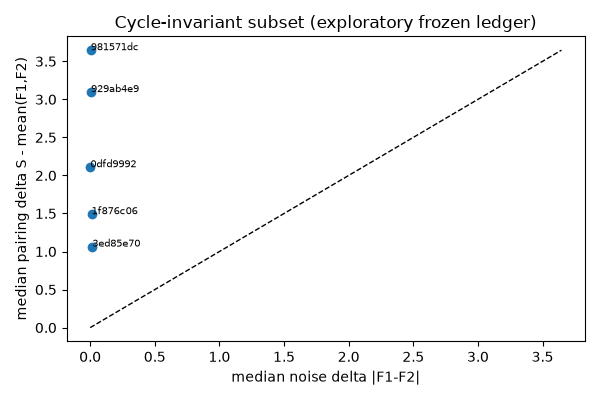 Cycle-invariant subset (exploratory frozen ledger)
median pairing delta S - mean(F1,F2)
3.5
3.0
2.5
2.0
1.5
1.0
0.5
0.0
981571dc
929ab4e9
0dfd9992
1f876c06
3ed85e70
0.0 0.5 1.0 1.5 2.0 2.5 3.0 3.5
median noise delta |F1-F2|